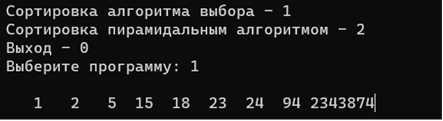 Сортировка алгоритма выбора – 1
Сортировка пирамидальным алгоритмом – 2
Выход – 0
Выберите программу: 1
1 2 5 15 18 23 24 94 2343874